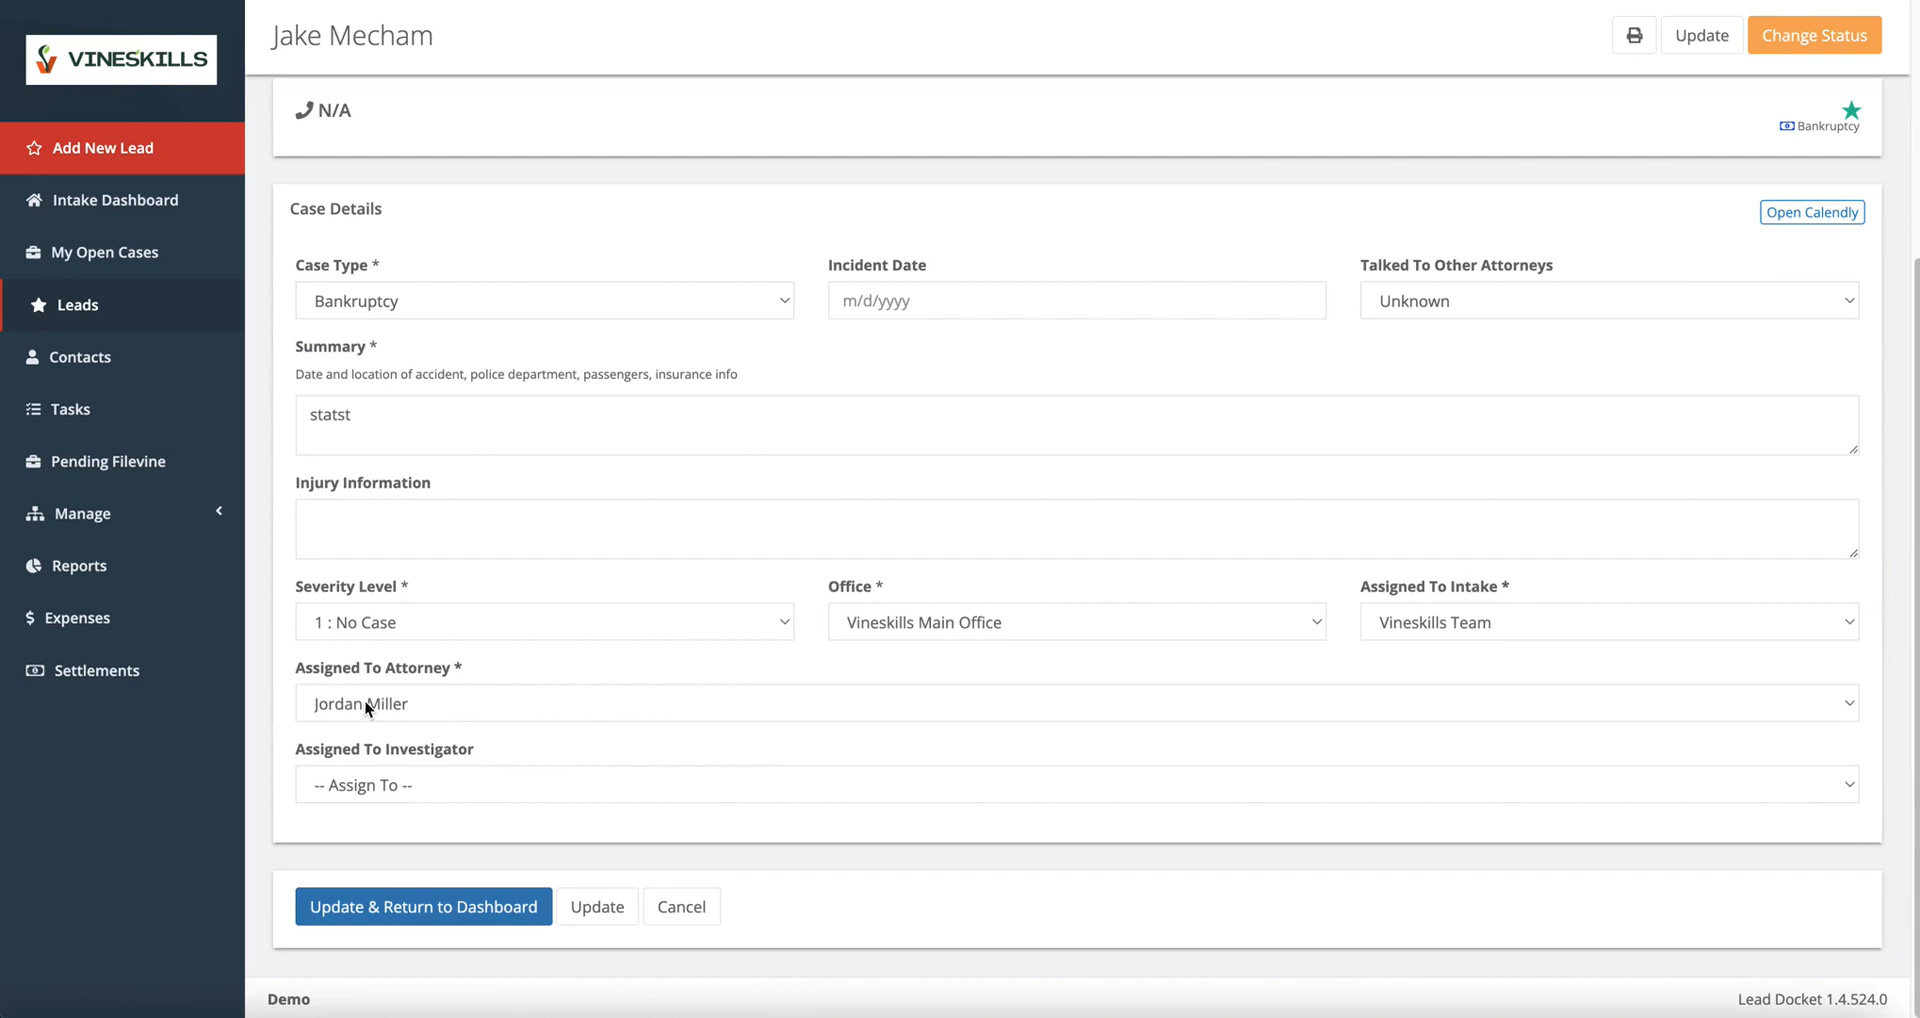 VINESKILLS
Add New Lead
Intake Dashboard
My Open Cases
Leads
Contacts
Tasks
Pending Filevine
Manage
Reports
Expenses
Settlements
Jake Mecham
Update
Change Status
N/A
Bankruptcy
Case Details
Open Calendly
Case Type *
Incident Date
Talked To Other Attorneys
Bankruptcy
m/d/yyyy
Unknown
Summary *
Date and location of accident, police department, passengers, insurance info
statst
Injury Information
Severity Level *
Office *
Assigned To Intake *
1 : No Case
Vineskills Main Office
Vineskills Team
Assigned To Attorney *
Jordan Miller
Assigned To Investigator
-- Assign To --
Update & Return to Dashboard
Update
Cancel
Demo
Lead Docket 1.4.524.0